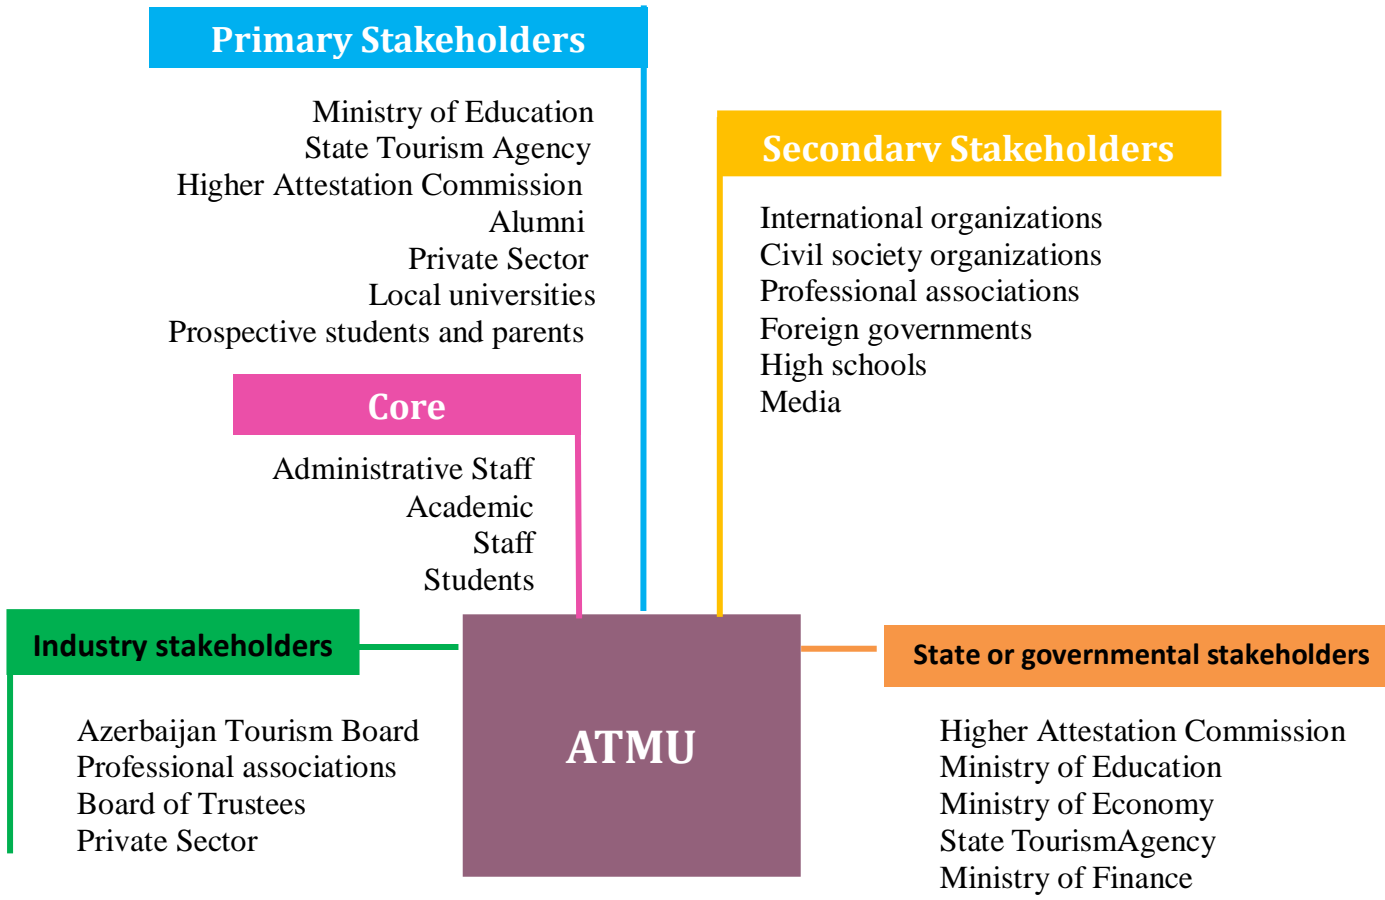 Primary Stakeholders
Ministry of Education
State Tourism Agency
Higher Attestation Commission
Alumni
Private Sector
Local universities
Prospective students and parents
Secondary Stakeholders
International organizations
Civil society organizations
Professional associations
Foreign governments
High schools
Media
Core
Administrative Staff
Academic
Staff
Students
Industry stakeholders
Azerbaijan Tourism Board
Professional associations
Board of Trustees
Private Sector
ATMU
State or governmental stakeholders
Higher Attestation Commission
Ministry of Education
Ministry of Economy
State TourismAgency
Ministry of Finance